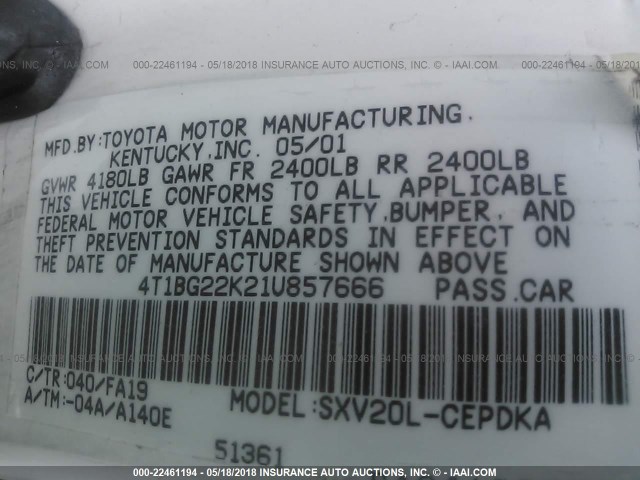 000-22461194 - 05/18/2018 - INSURANCE AUTO AUCTIONS, INC. - IAAI.COM
MFD.BY:TOYOTA MOTOR MANUFACTURING,
KENTUCKY,INC. 05/01
GVWR 4180LB GAWR FR 2400LB RR 2400LB
THIS VEHICLE CONFORMS TO ALL APPLICABLE
FEDERAL MOTOR VEHICLE SAFETY,BUMPER, AND
THEFT PREVENTION STANDARDS IN EFFECT ON
THE DATE OF MANUFACTURE SHOWN ABOVE
4T1BG22K21U857666 PASS.CAR
C/TR:040/FA19
A/TM:-04A/A140E
MODEL:SXV20L-CEPDKA
51361
000-22461194 - 05/18/2018 - INSURANCE AUTO AUCTIONS, INC. - IAAI.COM